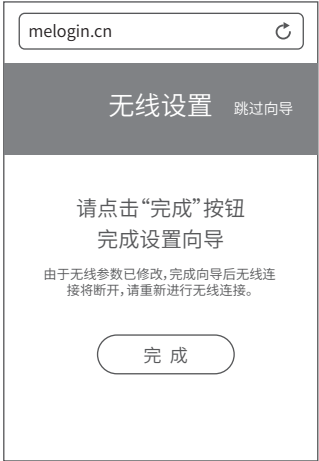 melogin.cn
无线设置 跳过向导
请点击“完成”按钮
完成设置向导
由于无线参数已修改,完成向导后无线连
接将断开,请重新进行无线连接。
完 成